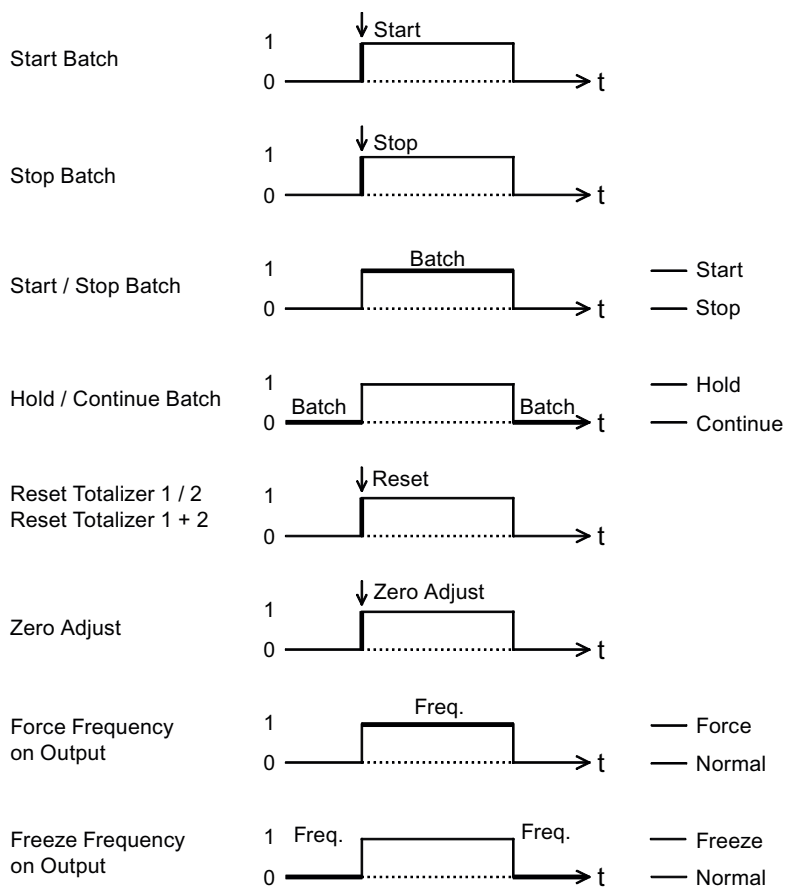 Start Batch
1
0
Start
t
Stop Batch
1
0
Stop
t
Start / Stop Batch
1
0
Batch
t
Start
Stop
Hold / Continue Batch
1
0
Batch
Batch
t
Hold
Continue
Reset Totalizer 1 / 2
Reset Totalizer 1 + 2
1
0
Reset
t
Zero Adjust
1
0
Zero Adjust
t
Force Frequency
on Output
1
0
Freq.
t
Force
Normal
Freeze Frequency
on Output
1
0
Freq.
Freq.
t
Freeze
Normal